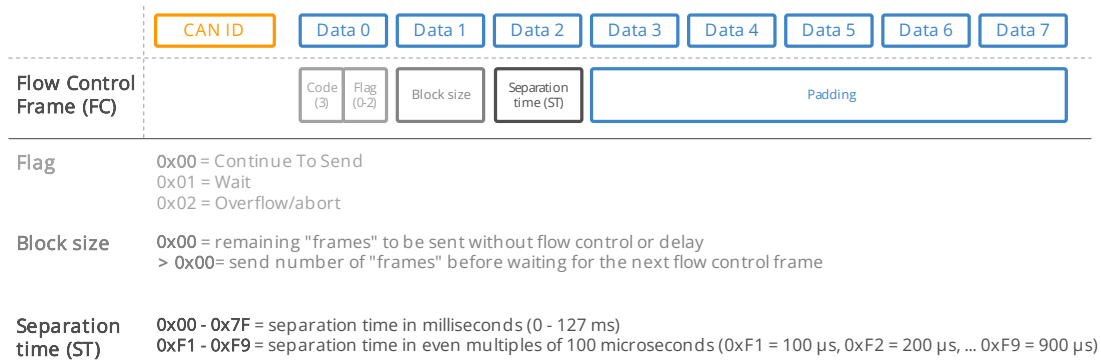 CAN ID Data 0 Data 1 Data 2 Data 3 Data 4 Data 5 Data 6 Data 7
Flow Control
Frame (FC)
Code
(3)
Flag
(0-2)
Block size
Separation
time (ST)
Padding
Flag
0x00 = Continue To Send
0x01 = Wait
0x02 = Overflow/abort
Block size
0x00 = remaining "frames" to be sent without flow control or delay
> 0x00= send number of "frames" before waiting for the next flow control frame
Separation
time (ST)
0x00 - 0x7F = separation time in milliseconds (0 - 127 ms)
0xF1 - 0xF9 = separation time in even multiples of 100 microseconds (0xF1 = 100 µs, 0xF2 = 200 µs, ... 0xF9 = 900 µs)